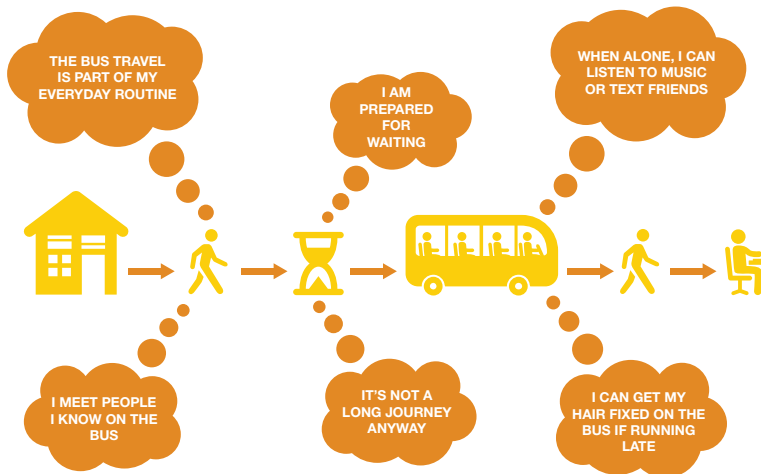 THE BUS TRAVEL
IS PART OF MY
EVERYDAY ROUTINE
I AM
PREPARED
FOR
WAITING
WHEN ALONE, I CAN
LISTEN TO MUSIC
OR TEXT FRIENDS
I MEET PEOPLE
I KNOW ON THE
BUS
IT'S NOT A
LONG JOURNEY
ANYWAY
I CAN GET MY
HAIR FIXED ON THE
BUS IF RUNNING
LATE